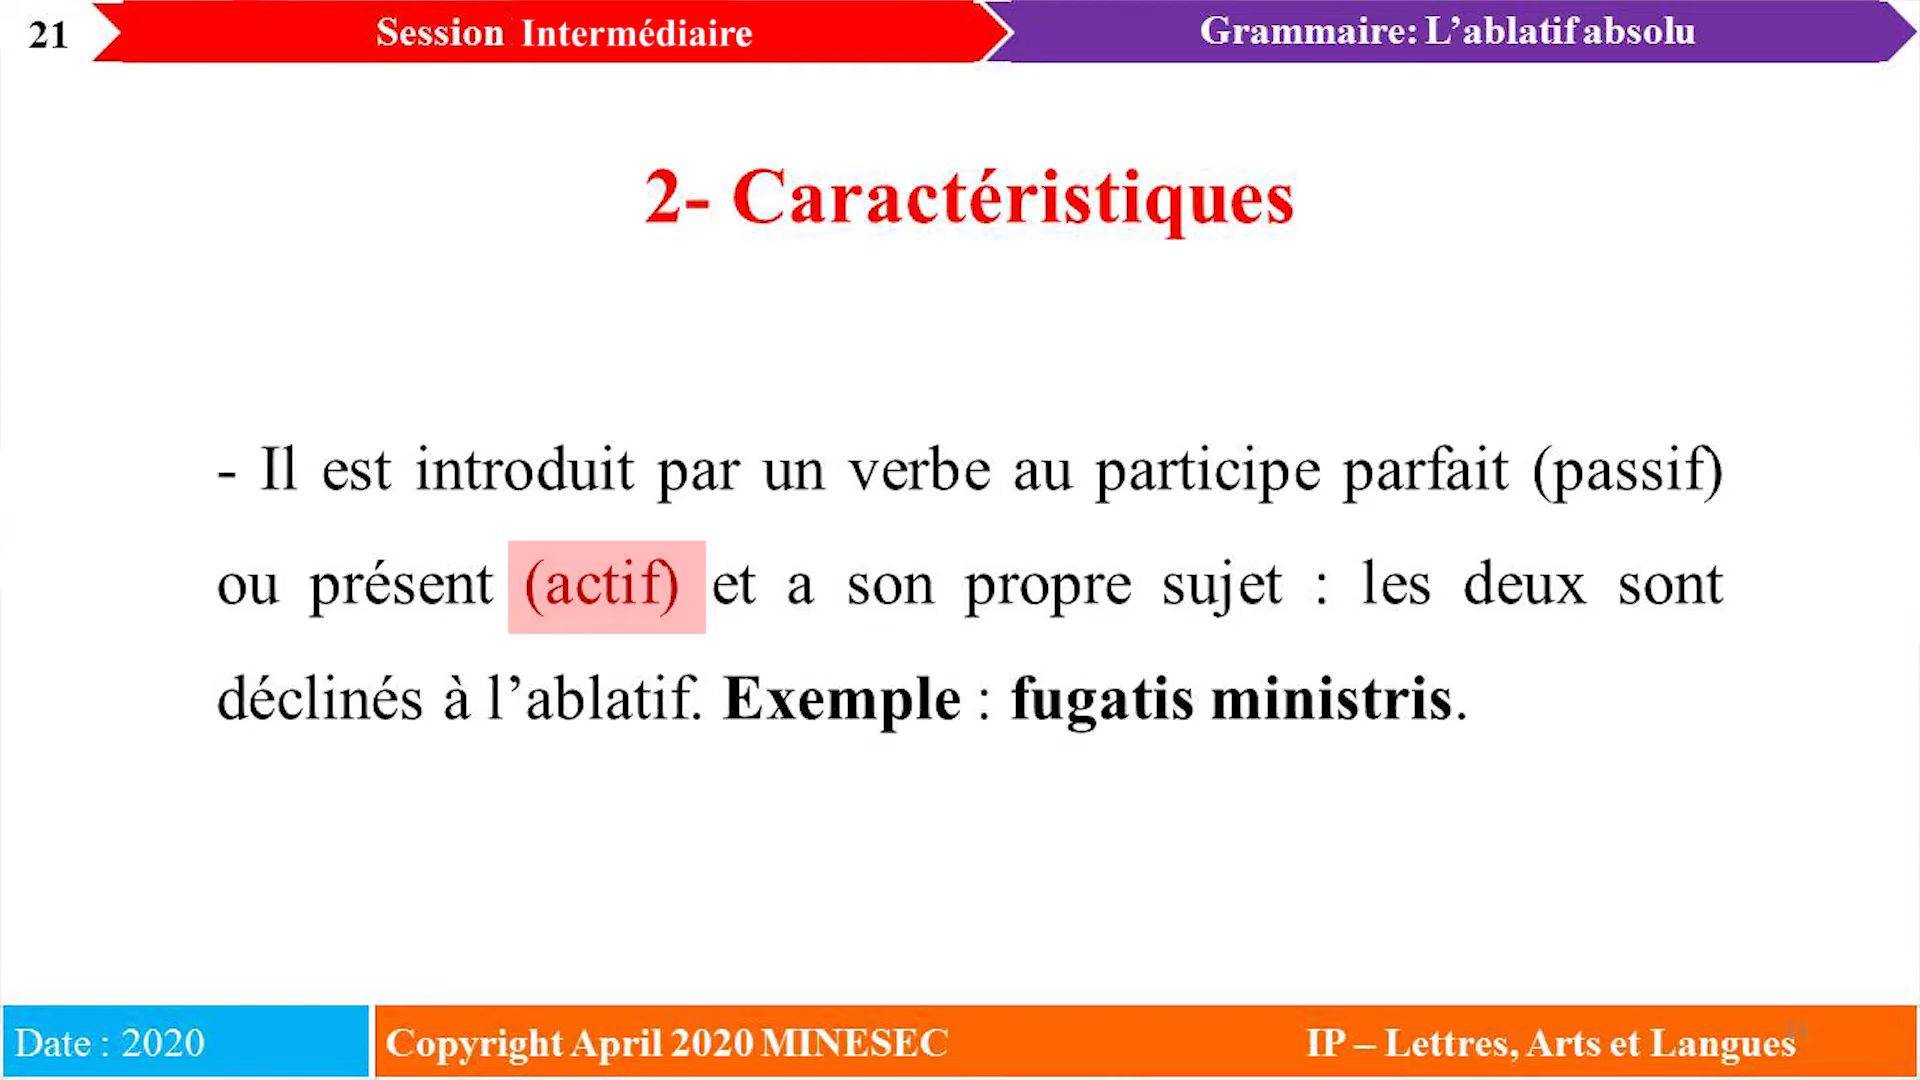 21
Session Intermédiaire
Grammaire: L’ablatif absolu
2- Caractéristiques
- Il est introduit par un verbe au participe parfait (passif)
ou présent (actif) et a son propre sujet : les deux sont
déclinés à l’ablatif. Exemple : fugatis ministris.
Date : 2020
Copyright April 2020 MINESEC
IP – Lettres, Arts et Langues